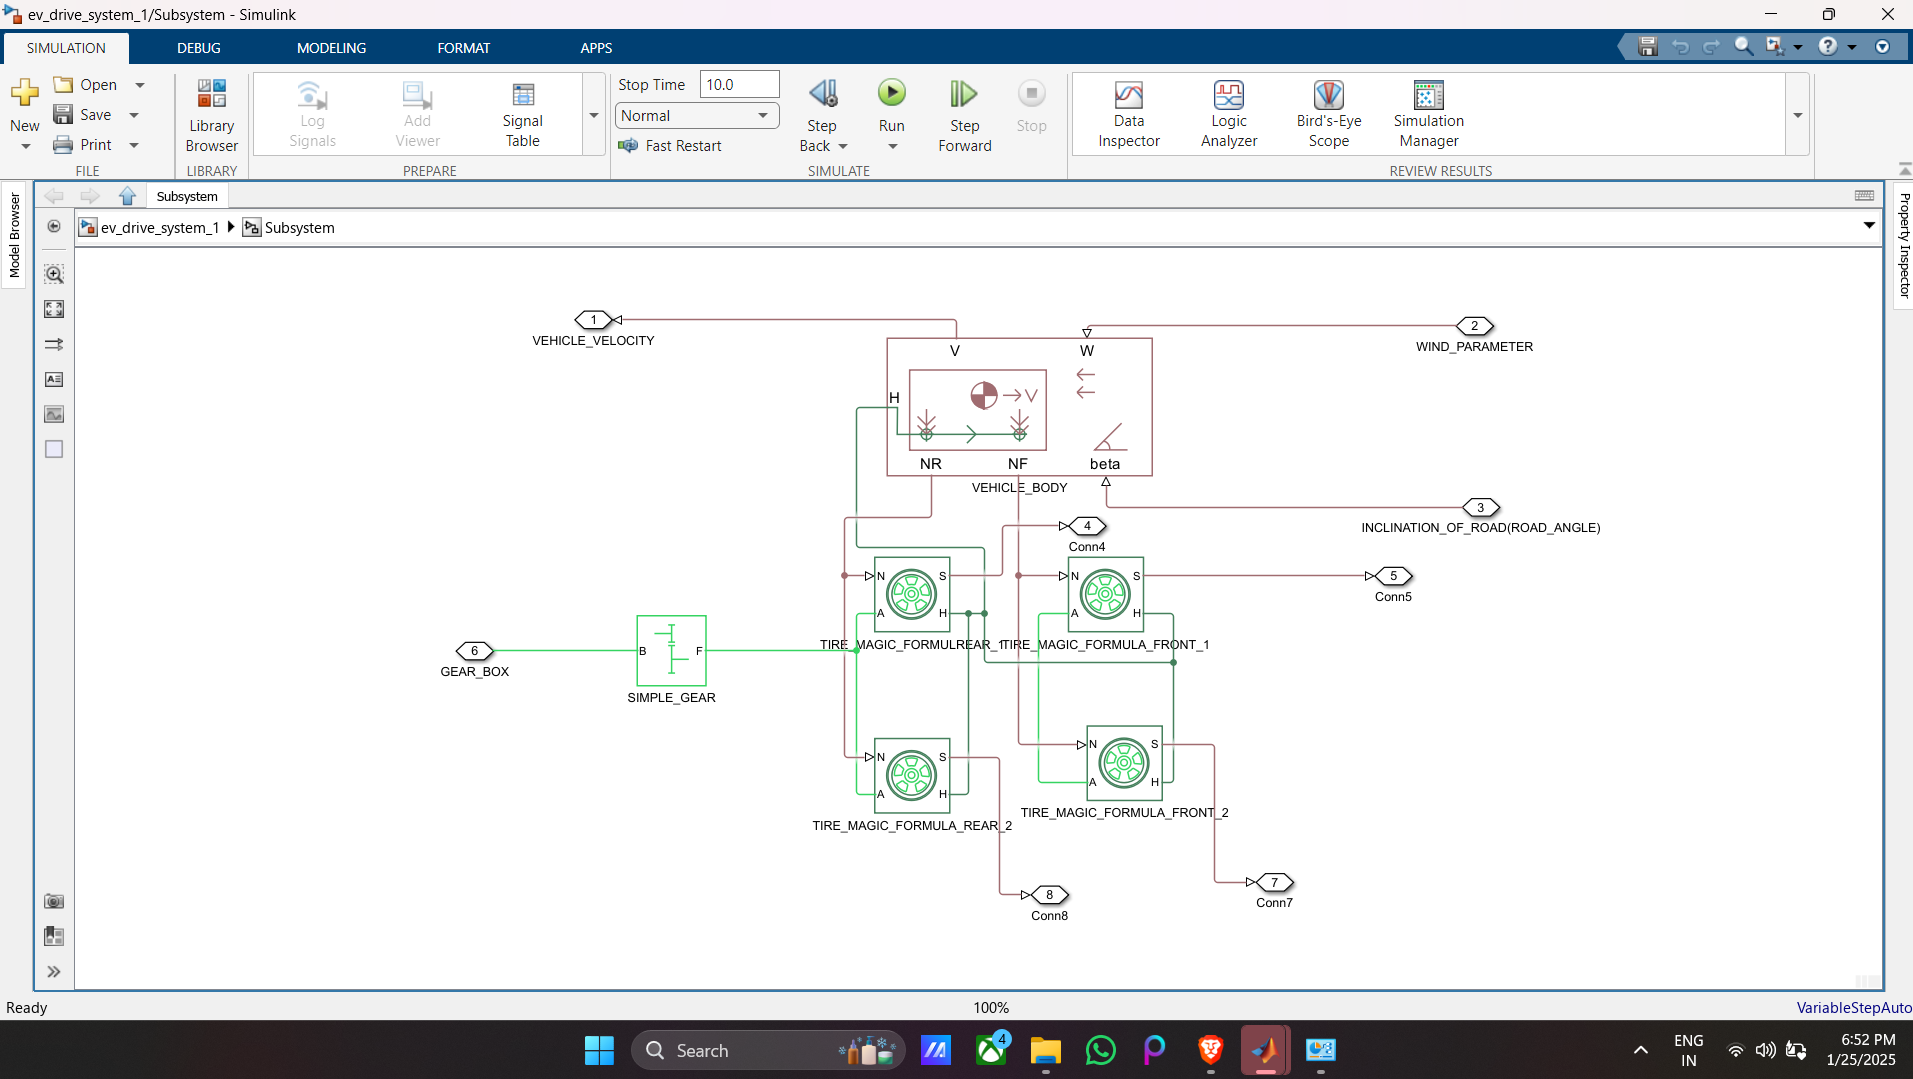 ev_drive_system_1/Subsystem - Simulink
SIMULATION DEBUG MODELING FORMAT APPS
New
Open
Save
Print
FILE
Library
Browser
LIBRARY
Log
Signals
Add
Viewer
Signal
Table
PREPARE
Stop Time 10.0
Normal
Fast Restart
Step
Back
Run
Step
Forward
Stop
SIMULATE
Data
Inspector
Logic
Analyzer
Bird's-Eye
Scope
Simulation
Manager
REVIEW RESULTS
Model Browser
Property Inspector
Subsystem
ev_drive_system_1 Subsystem
1
VEHICLE_VELOCITY
2
WIND_PARAMETER
V W
H
V
NR NF beta
VEHICLE_BODY
3
INCLINATION_OF_ROAD(ROAD_ANGLE)
4
Conn4
5
Conn5
N S
A H
TIRE_MAGIC_FORMULREAR_1
N S
A H
TIRE_MAGIC_FORMULA_FRONT_1
6
GEAR_BOX
B F
SIMPLE_GEAR
N S
A H
TIRE_MAGIC_FORMULA_REAR_2
N S
A H
TIRE_MAGIC_FORMULA_FRONT_2
7
Conn7
8
Conn8
Ready 100% VariableStepAuto
Search
4
ENG
IN
6:52 PM
1/25/2025